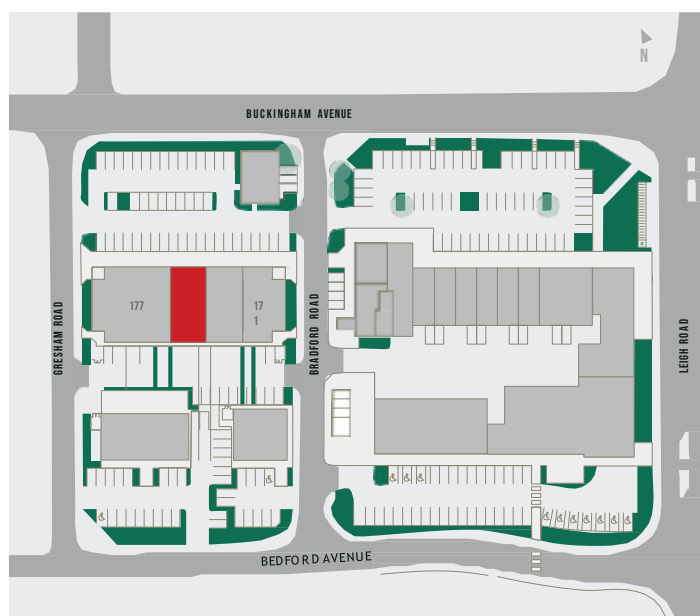 N
BUCKINGHAM AVENUE
177
17
1
GRESHAM ROAD
BRADFORD ROAD
LEIGH ROAD
BEDFORD AVENUE